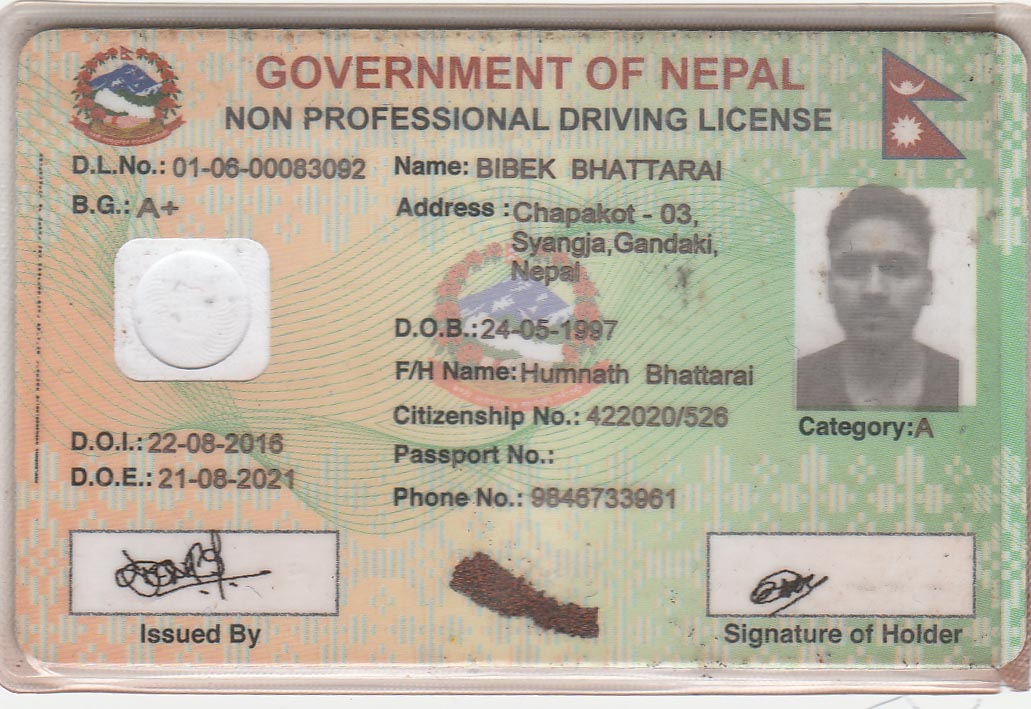 GOVERNMENT OF NEPAL
NON PROFESSIONAL DRIVING LICENSE
D.L.No.: 01-06-00083092
Name: BIBEK BHATTARAI
B.G.: A+
Address : Chapakot - 03,
Syangja,Gandaki,
Nepal
D.O.B.: 24-05-1997
F/H Name: Humnath Bhattarai
Citizenship No.: 422020/526
Category: A
D.O.I.: 22-08-2016
Passport No.:
D.O.E.: 21-08-2021
Phone No.: 9846733961
Issued By
Signature of Holder